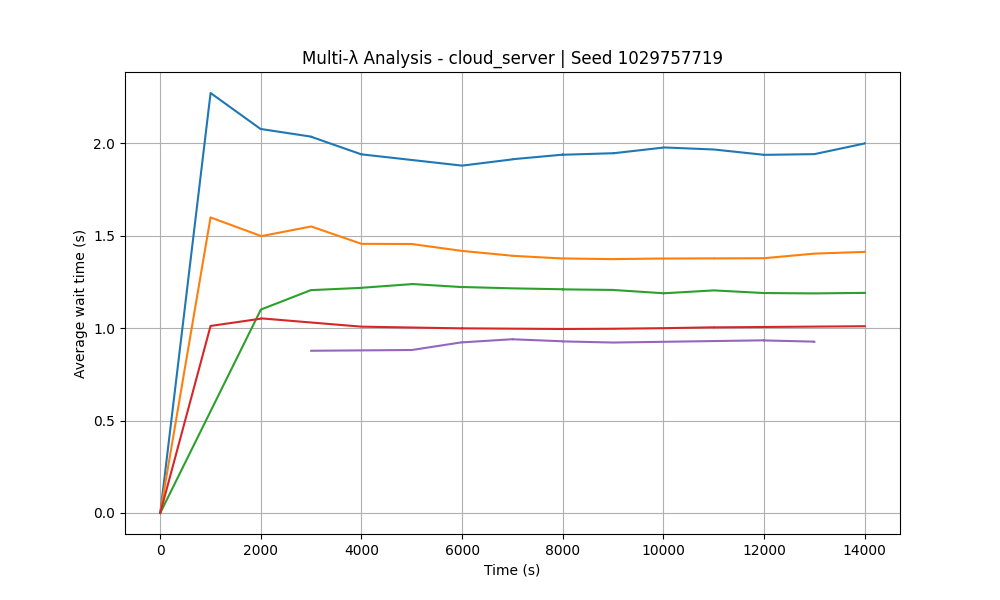 Multi-λ Analysis - cloud_server | Seed 1029757719
Average wait time (s)
2.0
1.5
1.0
0.5
0.0
0 2000 4000 6000 8000 10000 12000 14000
Time (s)